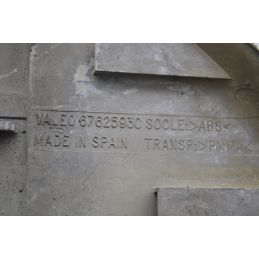 VALEO 67625930 SOCLE:>ABS<
MADE IN SPAIN TRANSP:>PMMA<